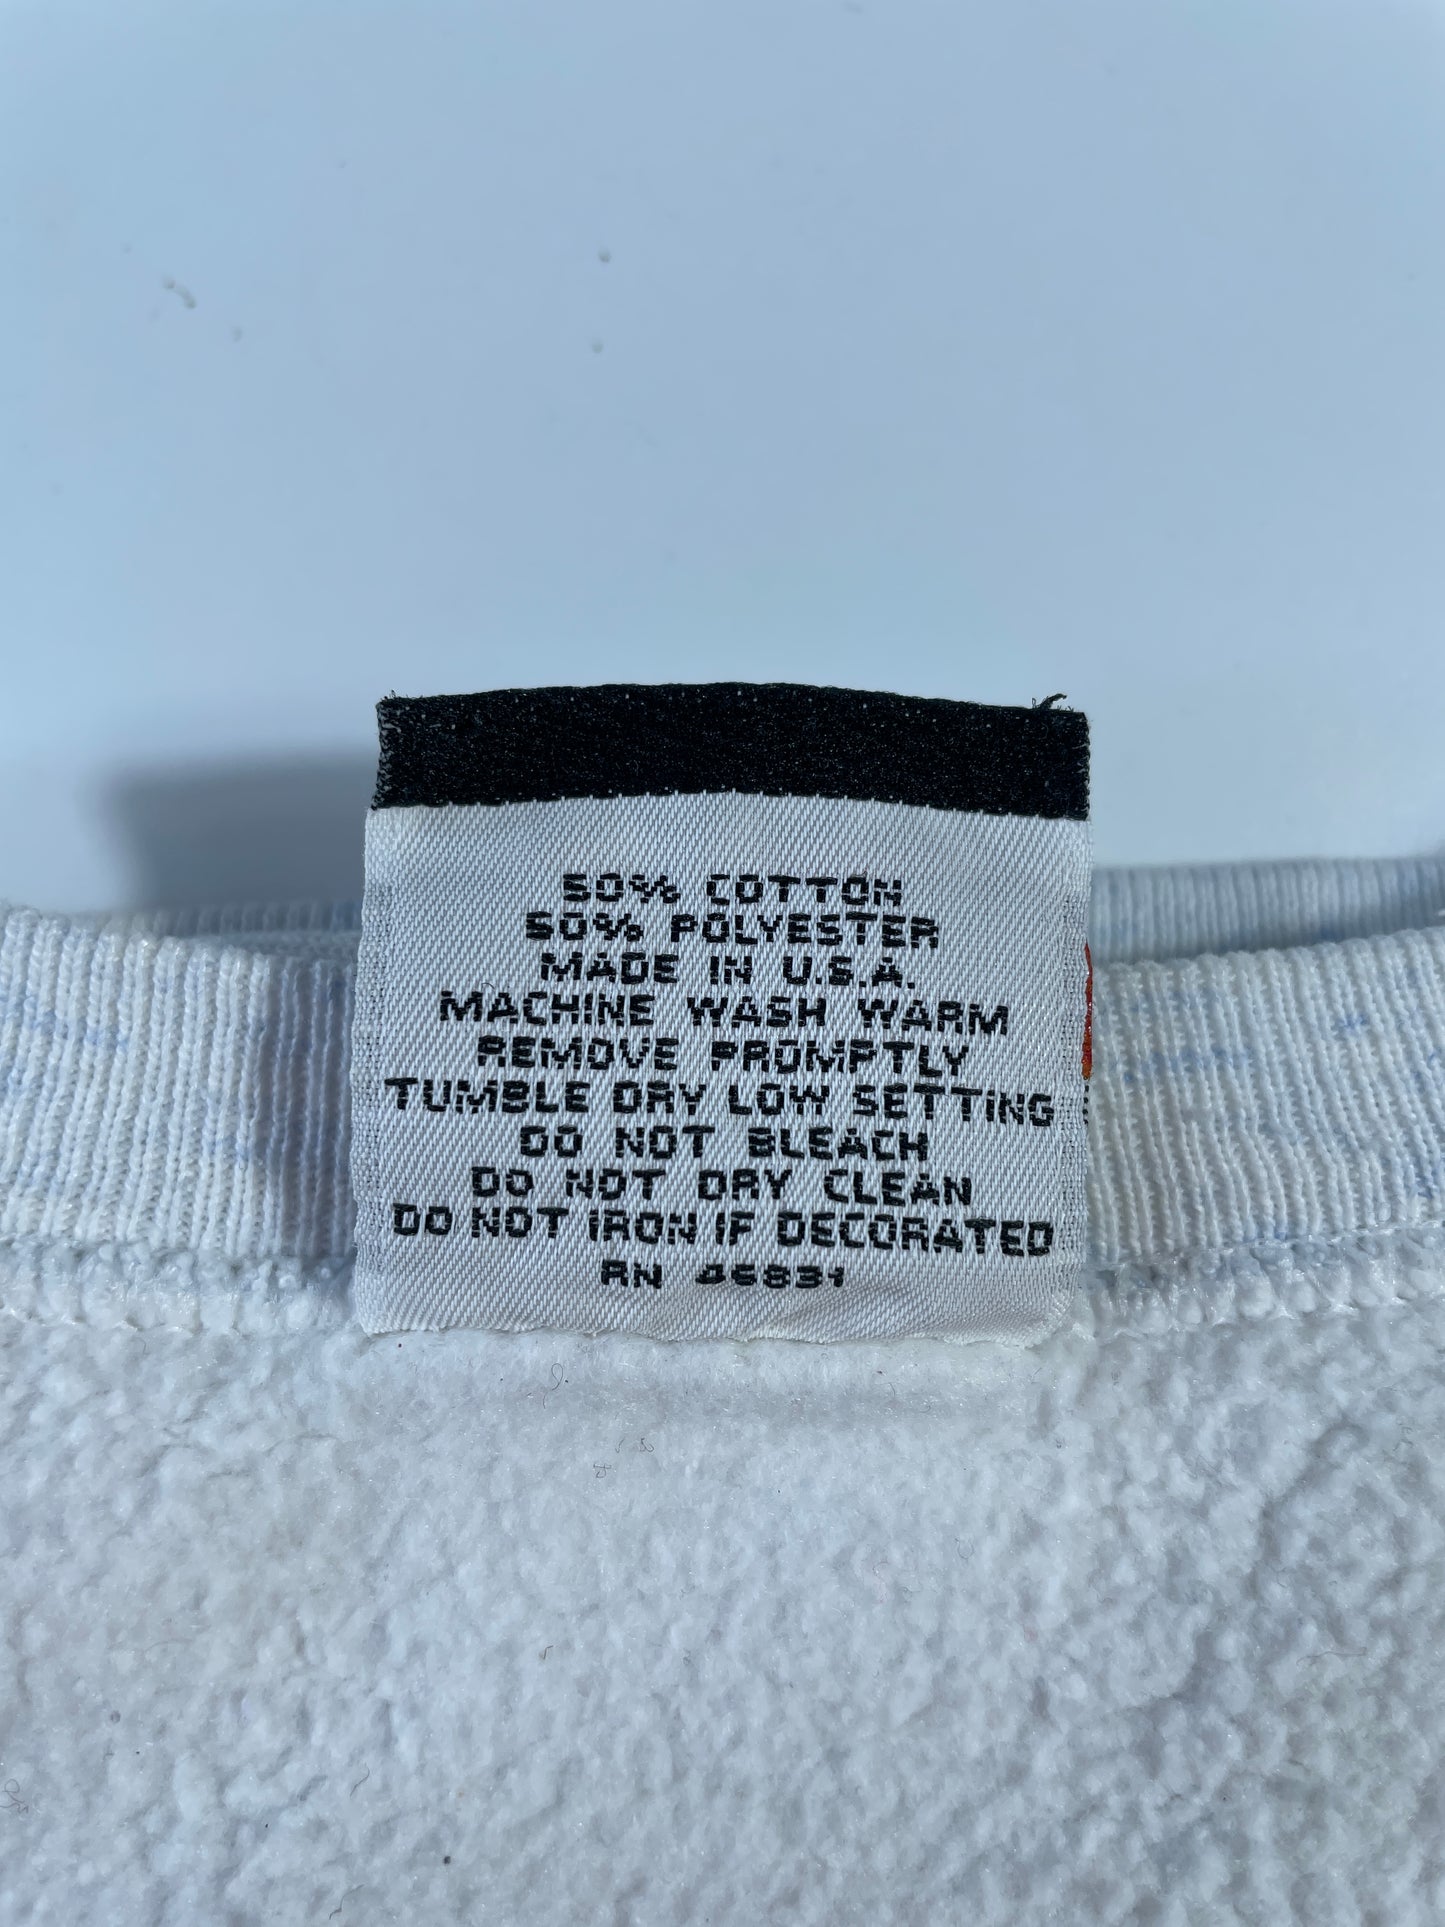 50% COTTON
50% POLYESTER
MADE IN U.S.A.
MACHINE WASH WARM
REMOVE PROMPTLY
TUMBLE DRY LOW SETTING
DO NOT BLEACH
DO NOT DRY CLEAN
DO NOT IRON IF DECORATED
RN 46831